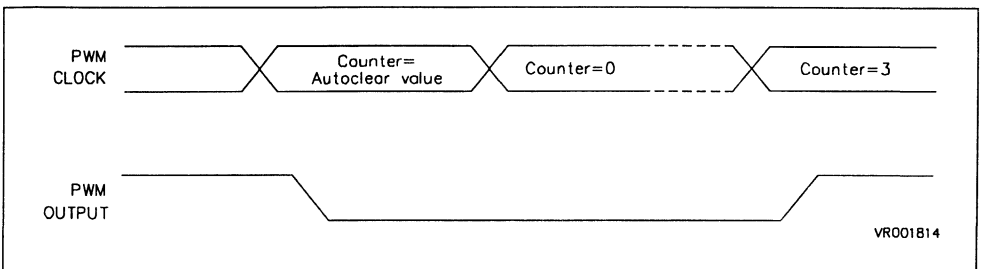 PWM
CLOCK
Counter=
Autoclear value
Counter=0
Counter=3
PWM
OUTPUT
VR001814